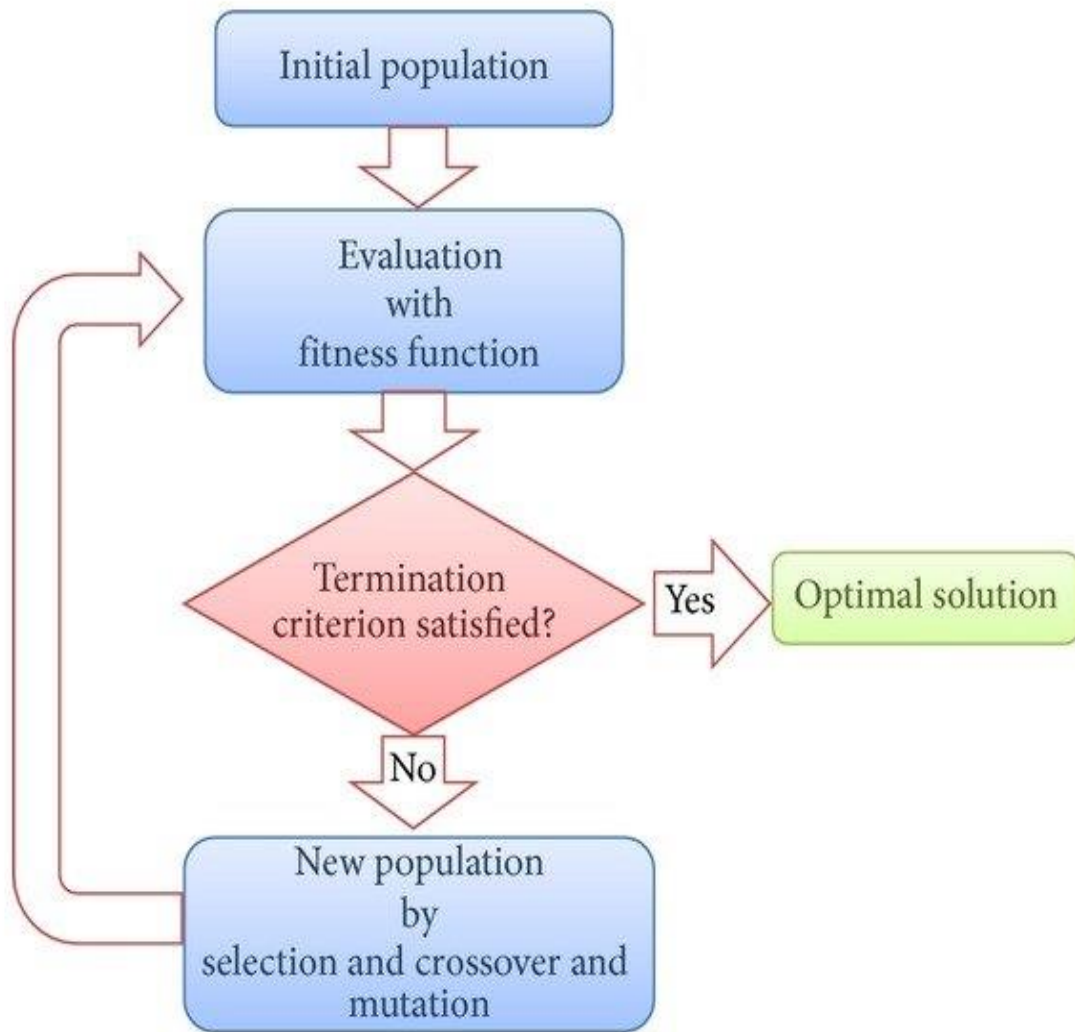 Initial population
Evaluation
with
fitness function
Termination
criterion satisfied?
Yes
Optimal solution
No
New population
by
selection and crossover and
mutation